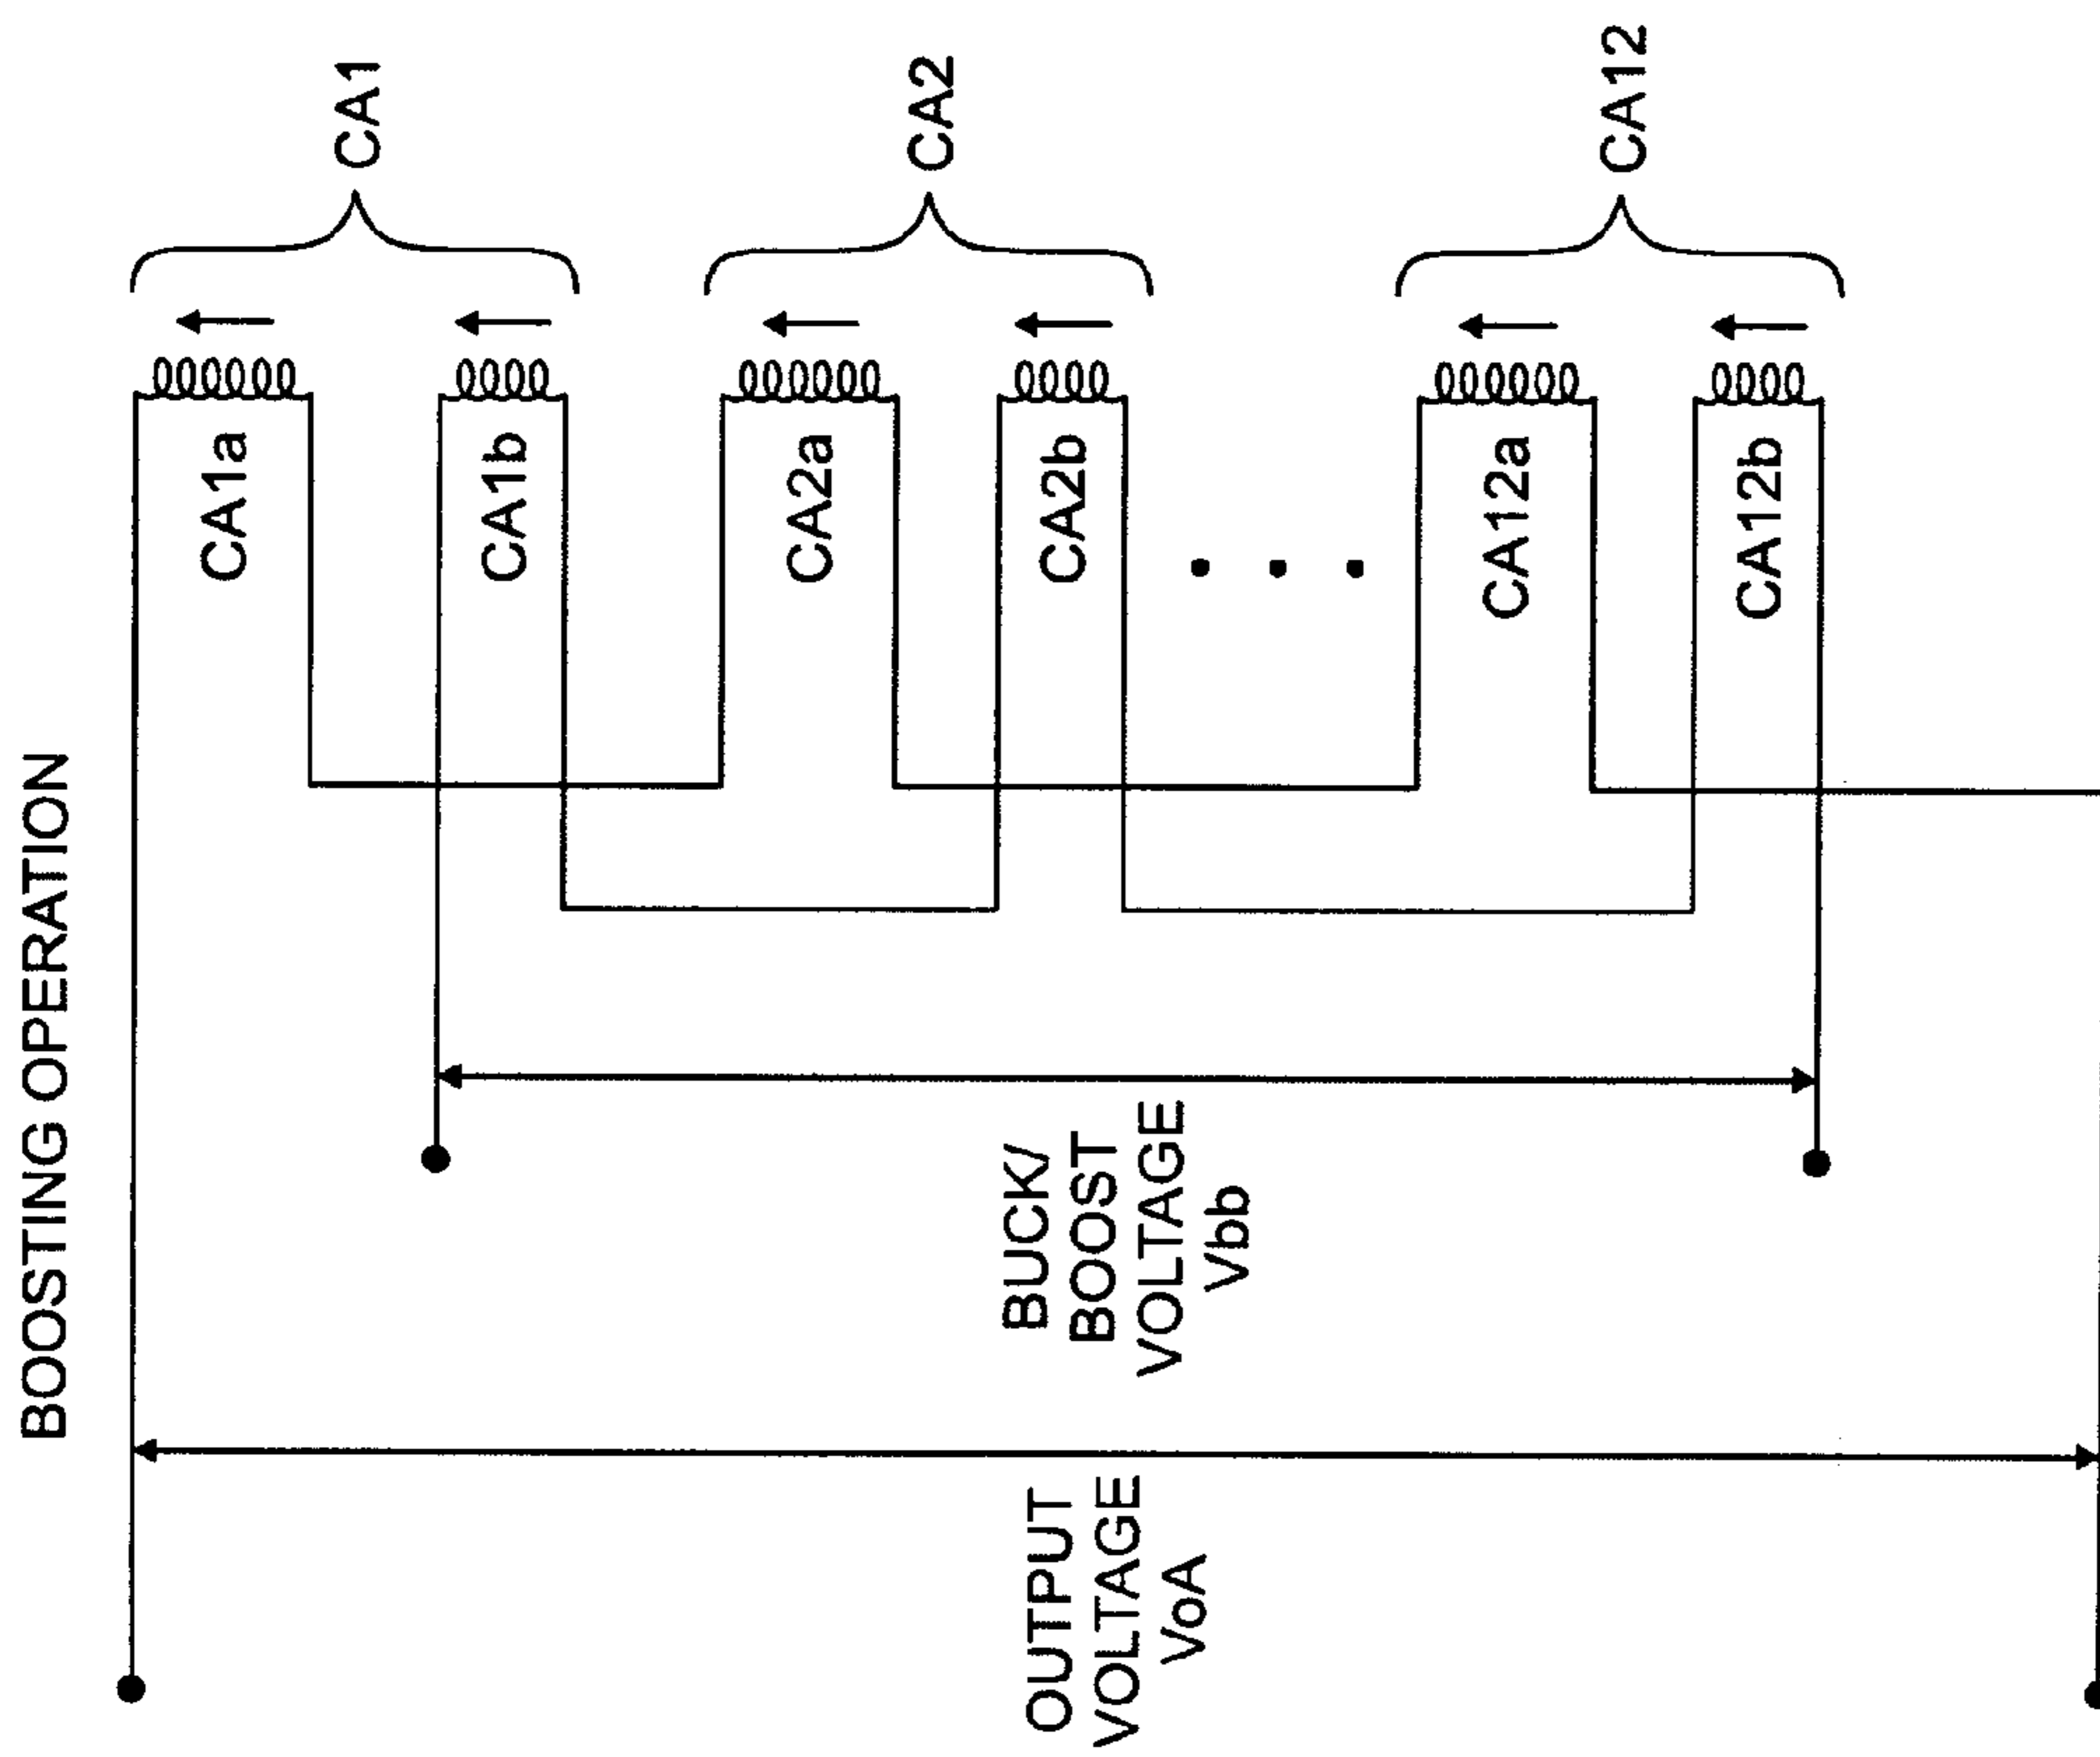 BOOSTING OPERATION
CA1
CA1a
CA1b
CA2
CA2a
CA2b
CA12
CA12a
CA12b
BUCK/
BOOST
VOLTAGE
Vbb
OUTPUT
VOLTAGE
VoA